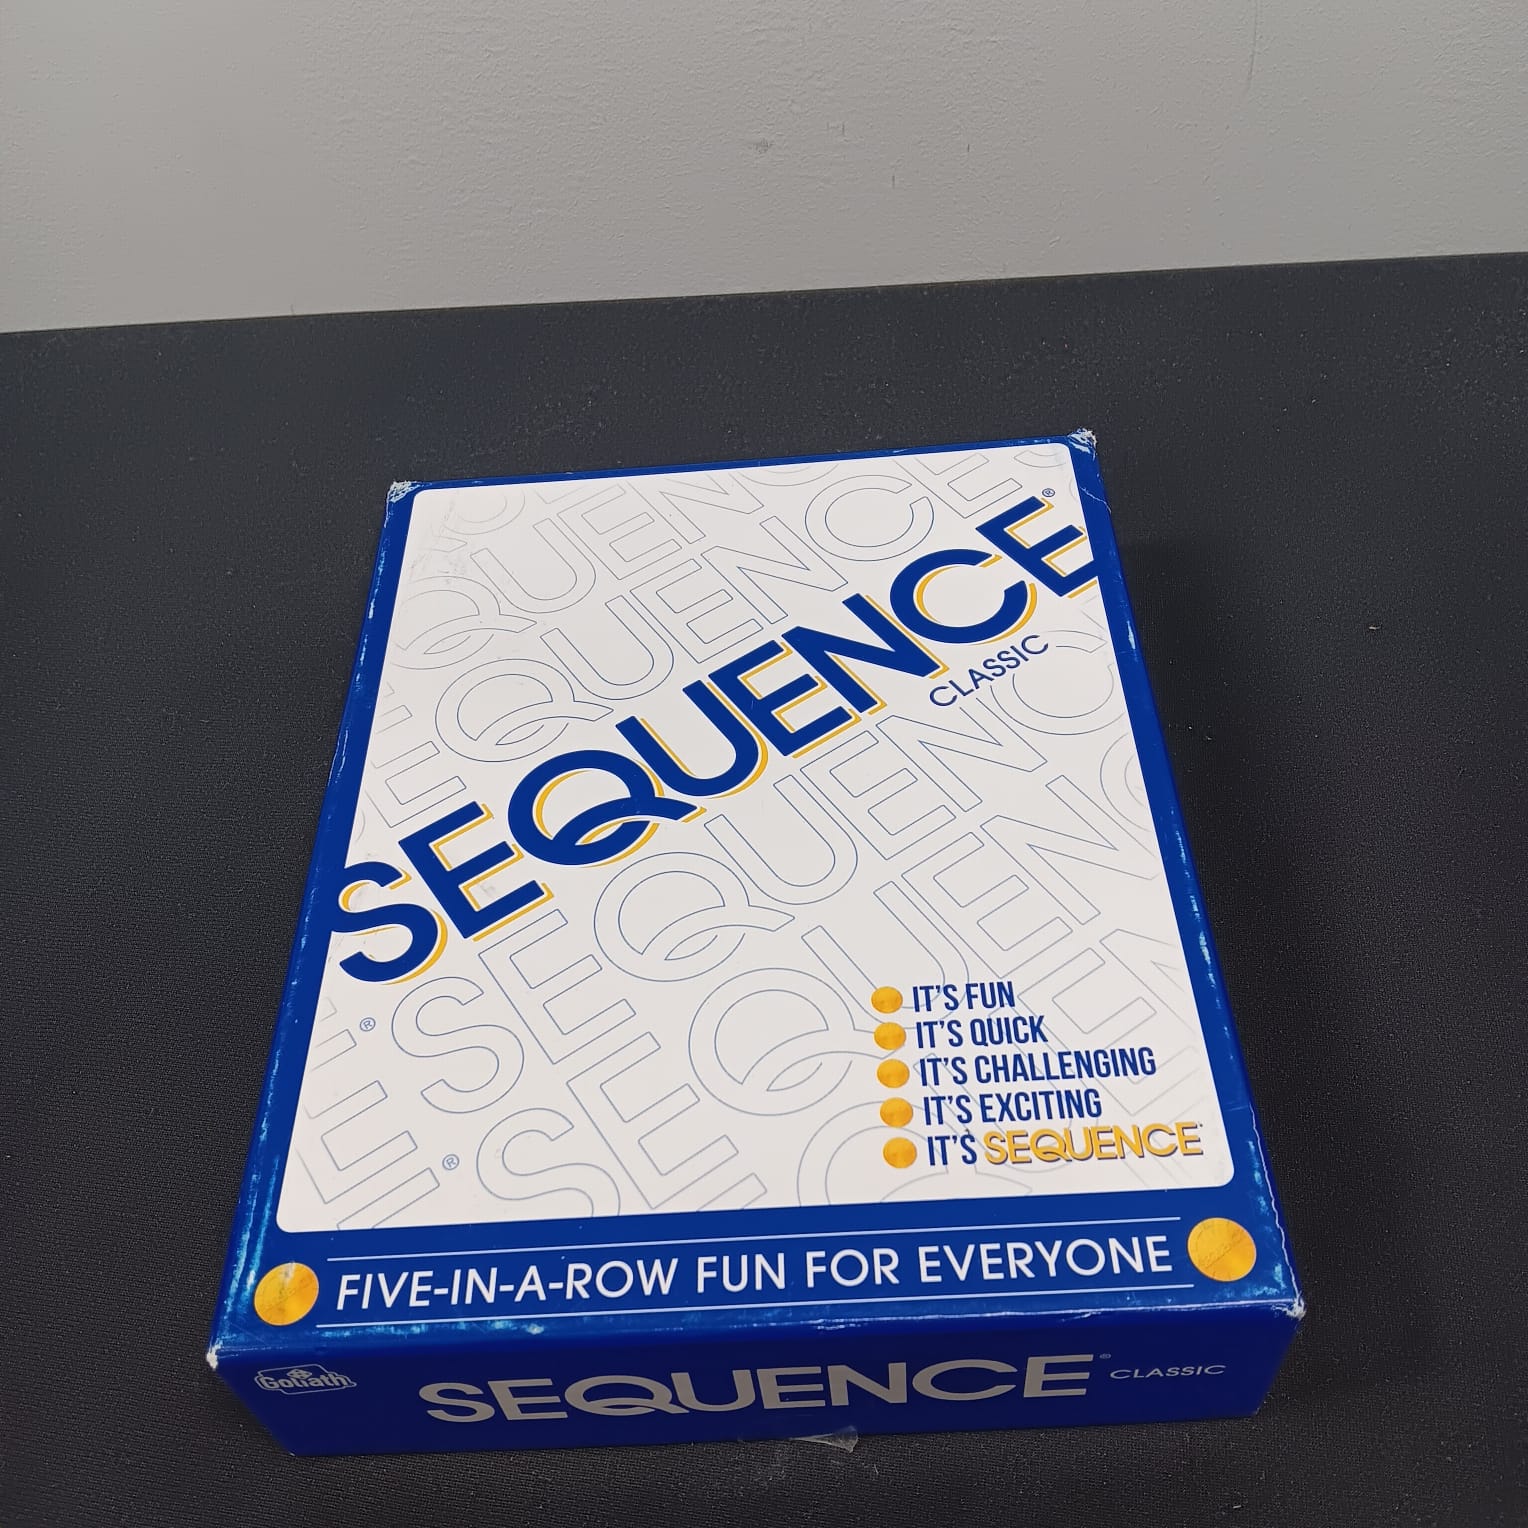 SEQUENCE®
CLASSIC
IT'S FUN
IT'S QUICK
IT'S CHALLENGING
IT'S EXCITING
IT'S SEQUENCE
FIVE-IN-A-ROW FUN FOR EVERYONE
Goliath
SEQUENCE® CLASSIC